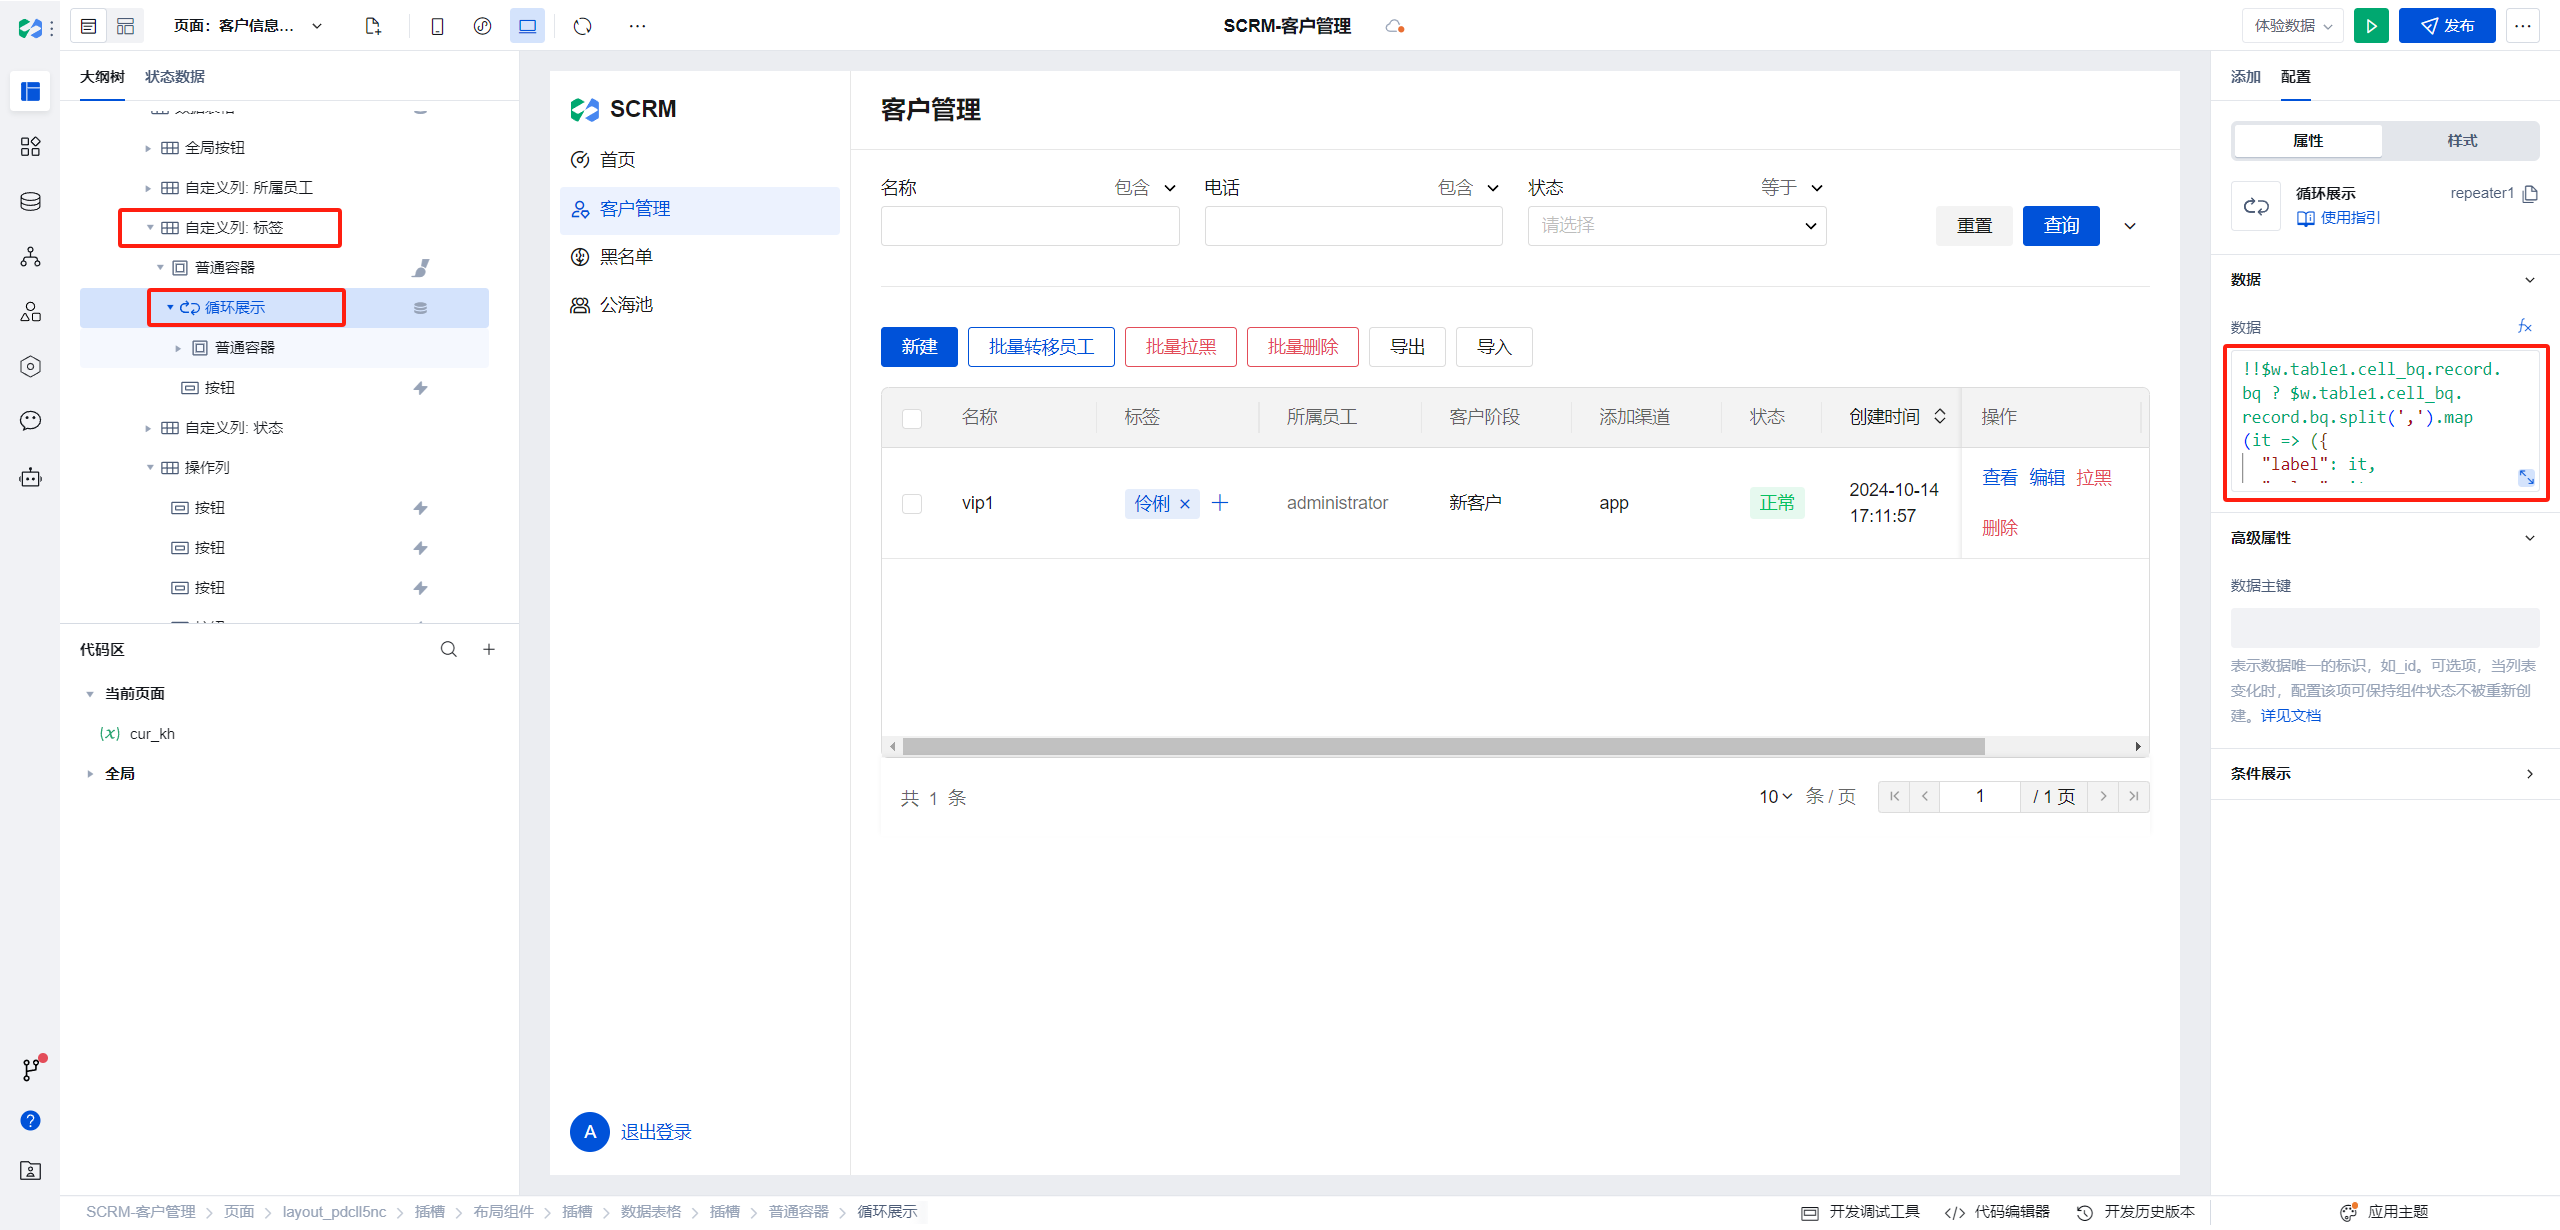 页面：客户信息...
SCRM-客户管理
体验数据
发布
大纲树
状态数据
全局按钮
自定义列: 所属员工
自定义列: 标签
普通容器
循环展示
普通容器
按钮
自定义列: 状态
操作列
按钮
按钮
按钮
代码区
当前页面
(x) cur_kh
全局
SCRM
首页
客户管理
黑名单
公海池
A 退出登录
客户管理
名称 包含
电话 包含
状态 等于
请选择
重置
查询
新建
批量转移员工
批量拉黑
批量删除
导出
导入
名称 标签 所属员工 客户阶段 添加渠道 状态 创建时间 操作
vip1 伶俐 × + administrator 新客户 app 正常 2024-10-14 17:11:57 查看 编辑 拉黑
删除
共 1 条
10 条 / 页 1 / 1 页
添加
配置
属性
样式
循环展示 repeater1
使用指引
数据
数据 fx
!!$w.table1.cell_bq.record.
bq ? $w.table1.cell_bq.
record.bq.split(',').map
(it => ({
"label": it,
高级属性
数据主键
表示数据唯一的标识，如_id。可选项，当列表
变化时，配置该项可保持组件状态不被重新创
建。详见文档
条件展示
SCRM-客户管理 > 页面 > layout_pdcll5nc > 插槽 > 布局组件 > 插槽 > 数据表格 > 插槽 > 普通容器 > 循环展示
开发调试工具
</> 代码编辑器
开发历史版本
应用主题